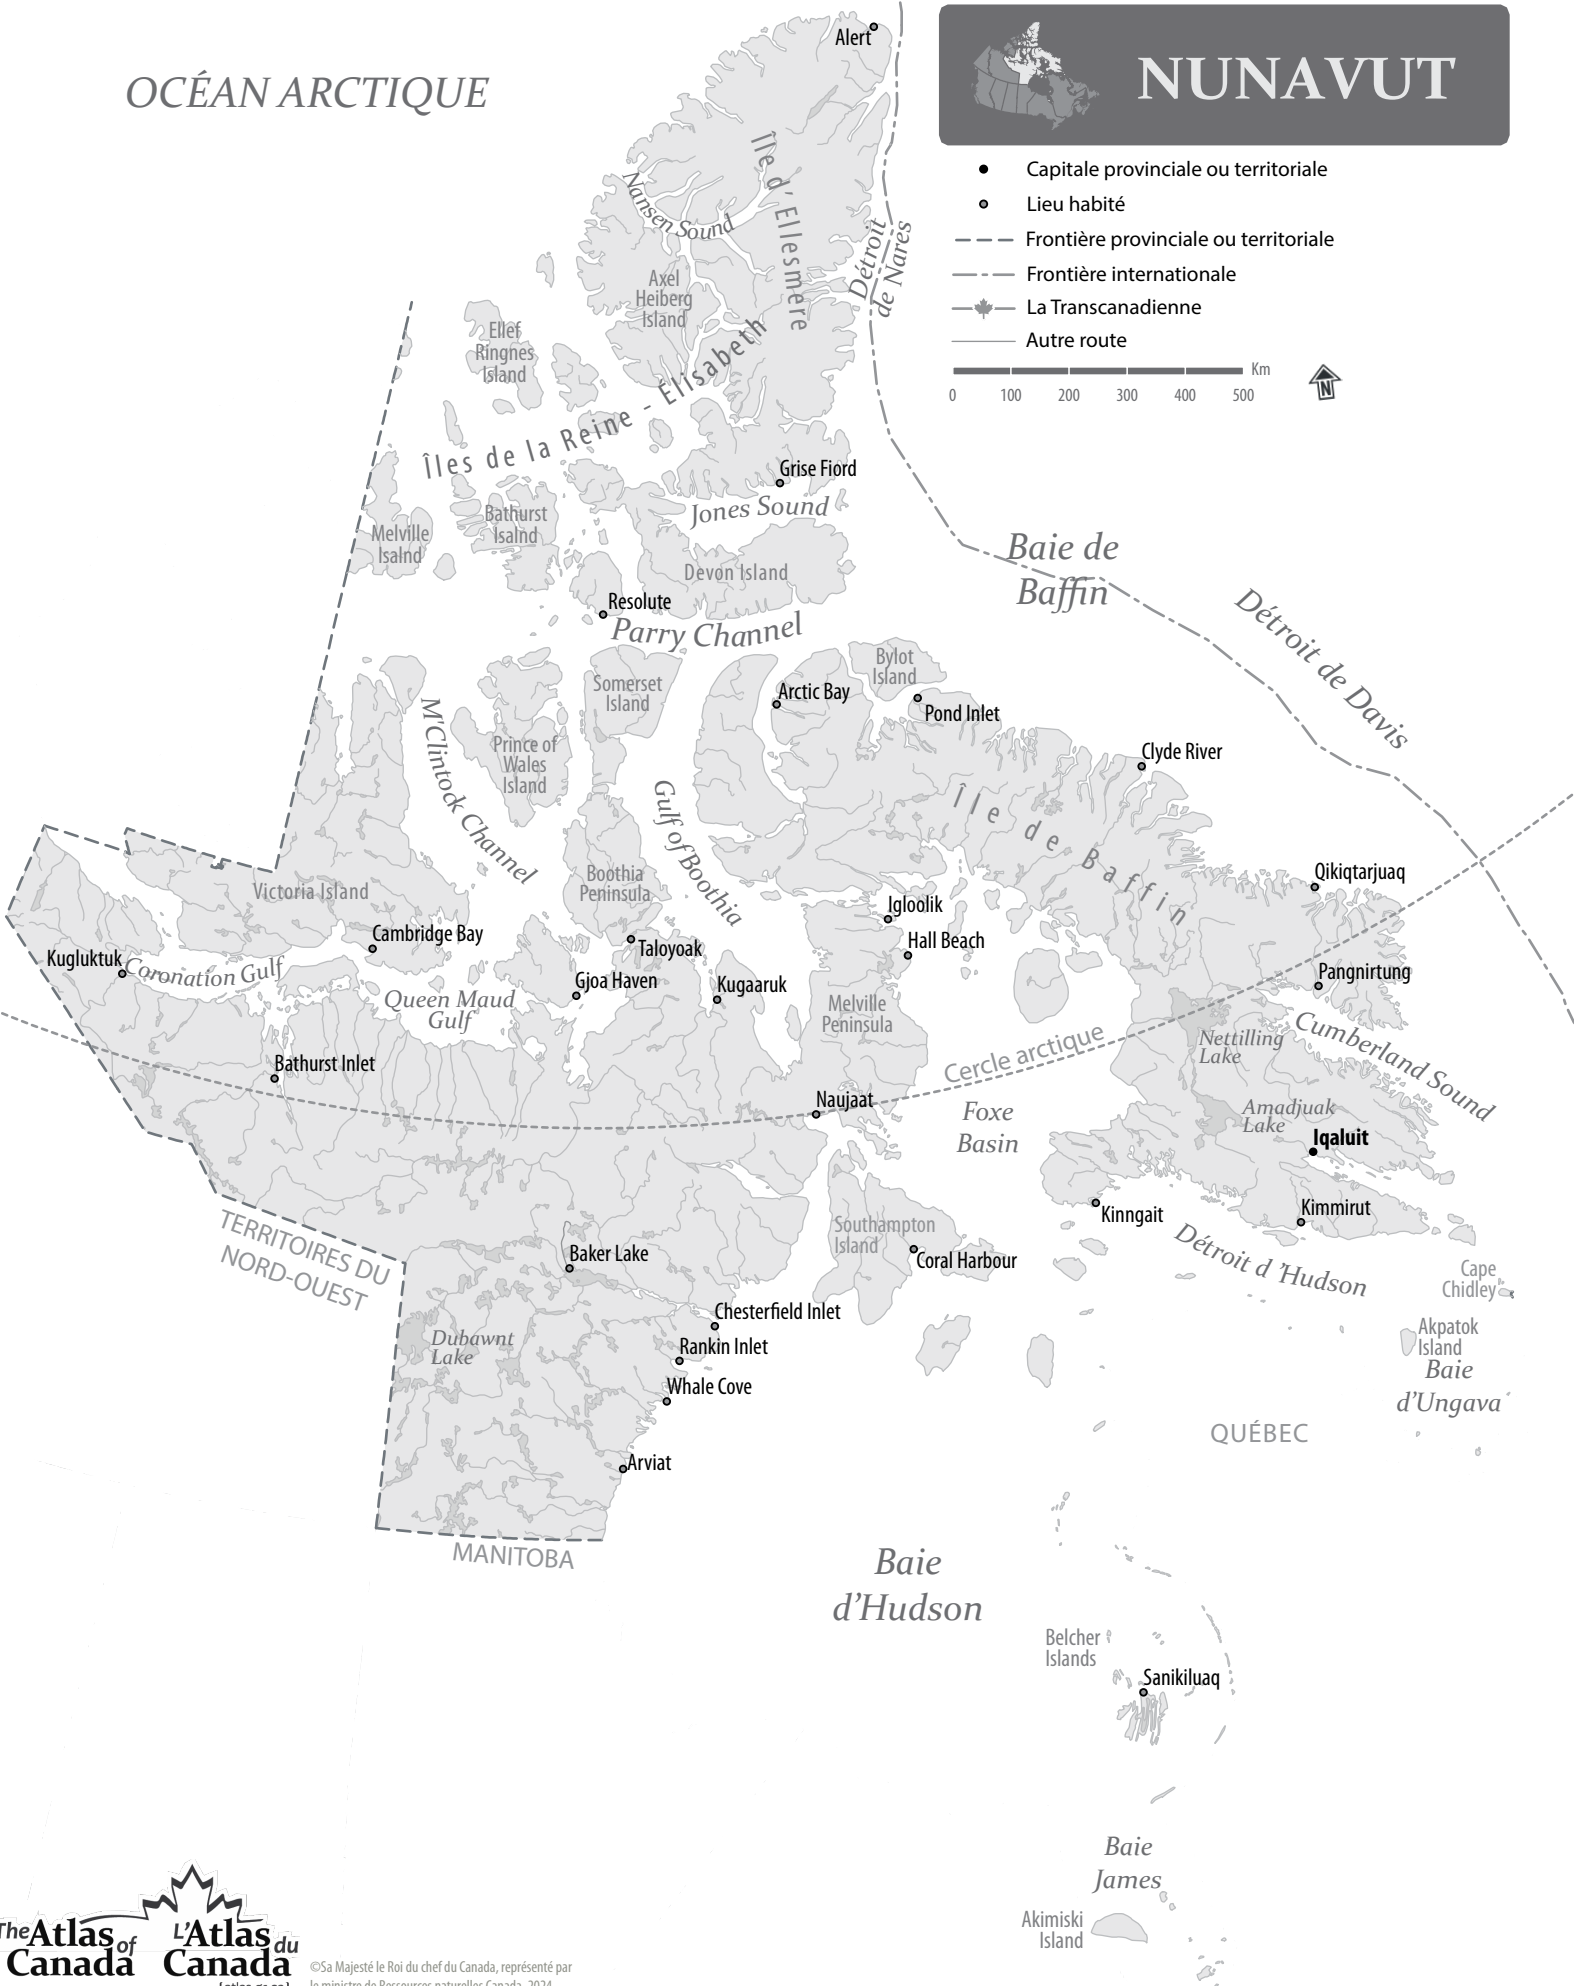 NUNAVUT
Capitale provinciale ou territoriale
Lieu habité
Frontière provinciale ou territoriale
Frontière internationale
La Transcanadienne
Autre route
Km
0 100 200 300 400 500
N
OCÉAN ARCTIQUE
Alert
Île d'Ellesmere
Nansen Sound
Détroit
de Nares
Axel
Heiberg
Island
Ellef
Ringnes
Island
Îles de la Reine - Élisabeth
Grise Fiord
Jones Sound
Bathurst
Isalnd
Melville
Isalnd
Devon Island
Baie de
Baffin
Resolute
Parry Channel
Détroit de Davis
Bylot
Island
Somerset
Island
Arctic Bay
Pond Inlet
M'Clintock Channel
Prince of
Wales
Island
Clyde River
Gulf of Boothia
Île de Baffin
Boothia
Peninsula
Victoria Island
Qikiqtarjuaq
Igloolik
Cambridge Bay
Hall Beach
Taloyoak
Kugluktuk
Coronation Gulf
Pangnirtung
Gjoa Haven
Kugaaruk
Queen Maud
Gulf
Melville
Peninsula
Cumberland Sound
Nettilling
Lake
Cercle arctique
Bathurst Inlet
Naujaat
Foxe
Basin
Amadjuak
Lake
Iqaluit
Kinngait
Kimmirut
TERRITOIRES DU
NORD-OUEST
Southampton
Island
Coral Harbour
Détroit d'Hudson
Baker Lake
Cape
Chidley
Chesterfield Inlet
Akpatok
Island
Dubawnt
Lake
Rankin Inlet
Baie
d'Ungava
Whale Cove
QUÉBEC
Arviat
MANITOBA
Baie
d'Hudson
Belcher
Islands
Sanikiluaq
Baie
James
Akimiski
Island
The Atlas of
Canada
L'Atlas du
Canada
©Sa Majesté le Roi du chef du Canada, représenté par
le ministre de Ressources naturelles Canada, 2024